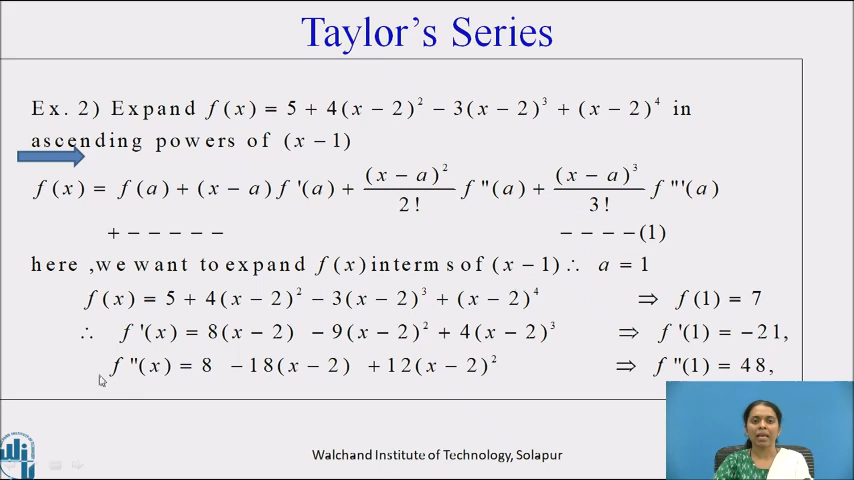 Taylor's Series
Ex. 2) Expand f(x) = 5 + 4(x − 2)² − 3(x − 2)³ + (x − 2)⁴ in
ascending powers of (x − 1)
f(x) = f(a) + (x − a) f '(a) + (x − a)²/2! f "(a) + (x − a)³/3! f "'(a)
+ − − − − − − − − − (1)
here ,we want to expand f(x) interms of (x − 1) ∴ a = 1
f(x) = 5 + 4(x − 2)² − 3(x − 2)³ + (x − 2)⁴ ⇒ f(1) = 7
∴ f '(x) = 8(x − 2) − 9(x − 2)² + 4(x − 2)³ ⇒ f '(1) = −21,
f "(x) = 8 − 18(x − 2) + 12(x − 2)² ⇒ f "(1) = 48,
Walchand Institute of Technology, Solapur